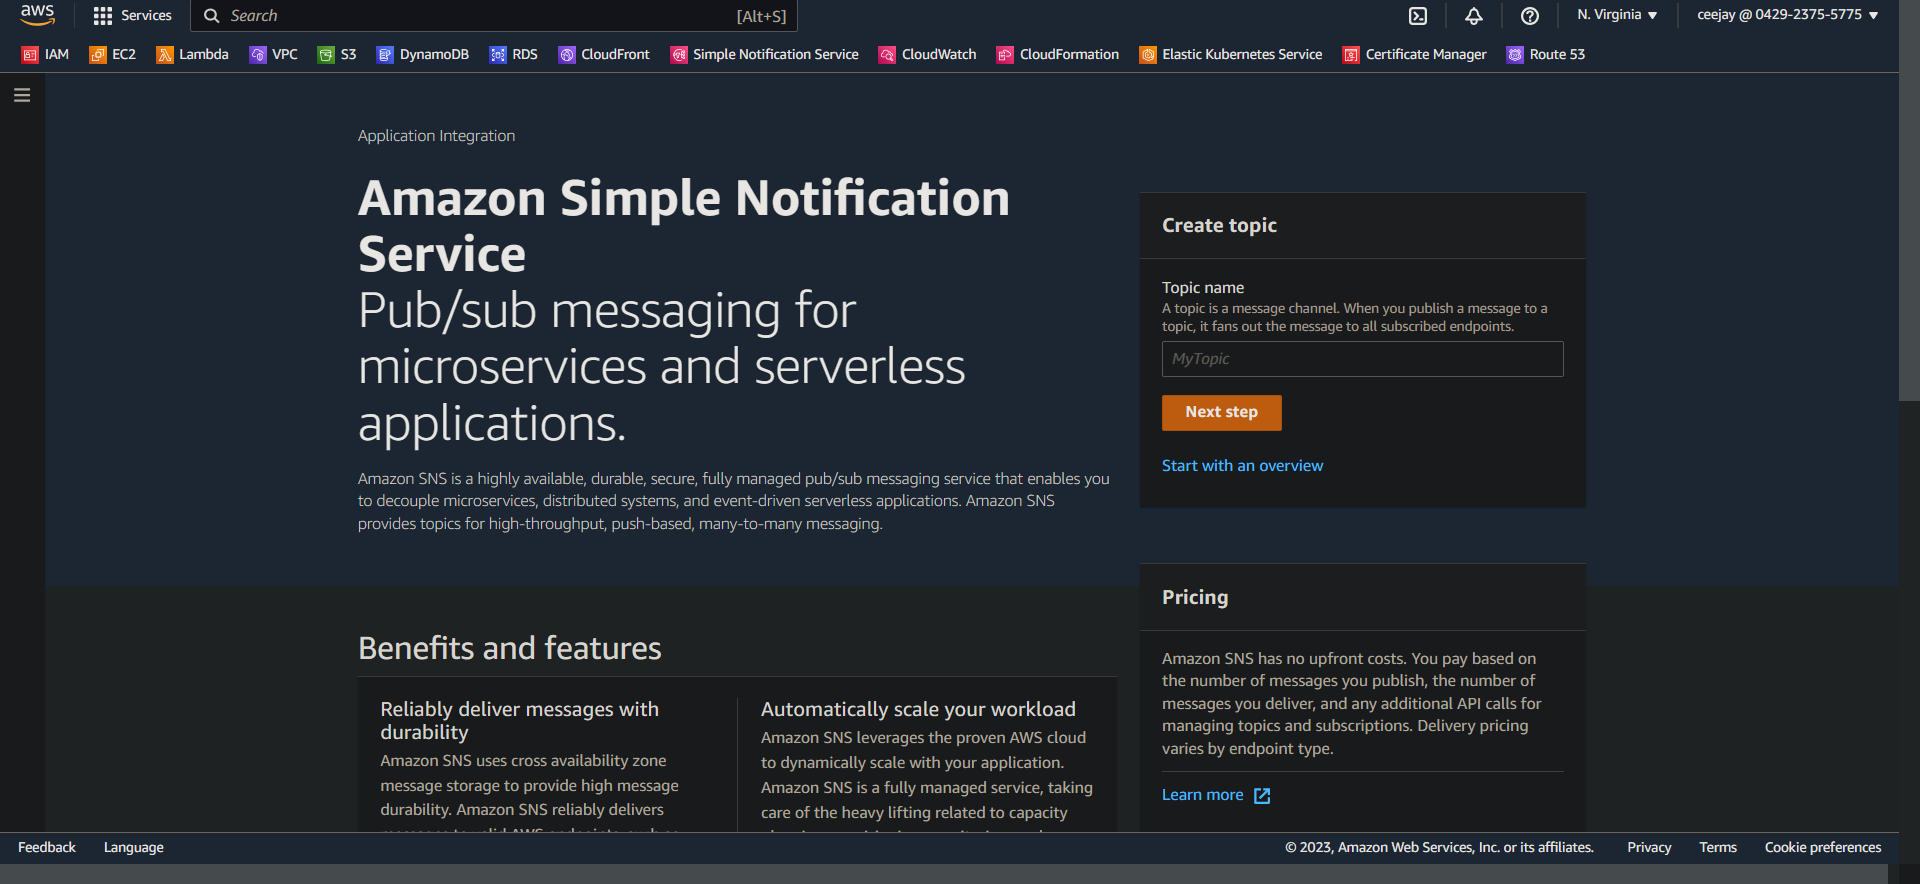 aws
Services
Search
[Alt+S]
N. Virginia
ceejay @ 0429-2375-5775
IAM
EC2
Lambda
VPC
S3
DynamoDB
RDS
CloudFront
Simple Notification Service
CloudWatch
CloudFormation
Elastic Kubernetes Service
Certificate Manager
Route 53
Application Integration
Amazon Simple Notification
Service
Pub/sub messaging for
microservices and serverless
applications.
Amazon SNS is a highly available, durable, secure, fully managed pub/sub messaging service that enables you
to decouple microservices, distributed systems, and event-driven serverless applications. Amazon SNS
provides topics for high-throughput, push-based, many-to-many messaging.
Create topic
Topic name
A topic is a message channel. When you publish a message to a
topic, it fans out the message to all subscribed endpoints.
MyTopic
Next step
Start with an overview
Pricing
Amazon SNS has no upfront costs. You pay based on
the number of messages you publish, the number of
messages you deliver, and any additional API calls for
managing topics and subscriptions. Delivery pricing
varies by endpoint type.
Learn more
Benefits and features
Reliably deliver messages with
durability
Amazon SNS uses cross availability zone
message storage to provide high message
durability. Amazon SNS reliably delivers
Automatically scale your workload
Amazon SNS leverages the proven AWS cloud
to dynamically scale with your application.
Amazon SNS is a fully managed service, taking
care of the heavy lifting related to capacity
Feedback
Language
© 2023, Amazon Web Services, Inc. or its affiliates.
Privacy
Terms
Cookie preferences